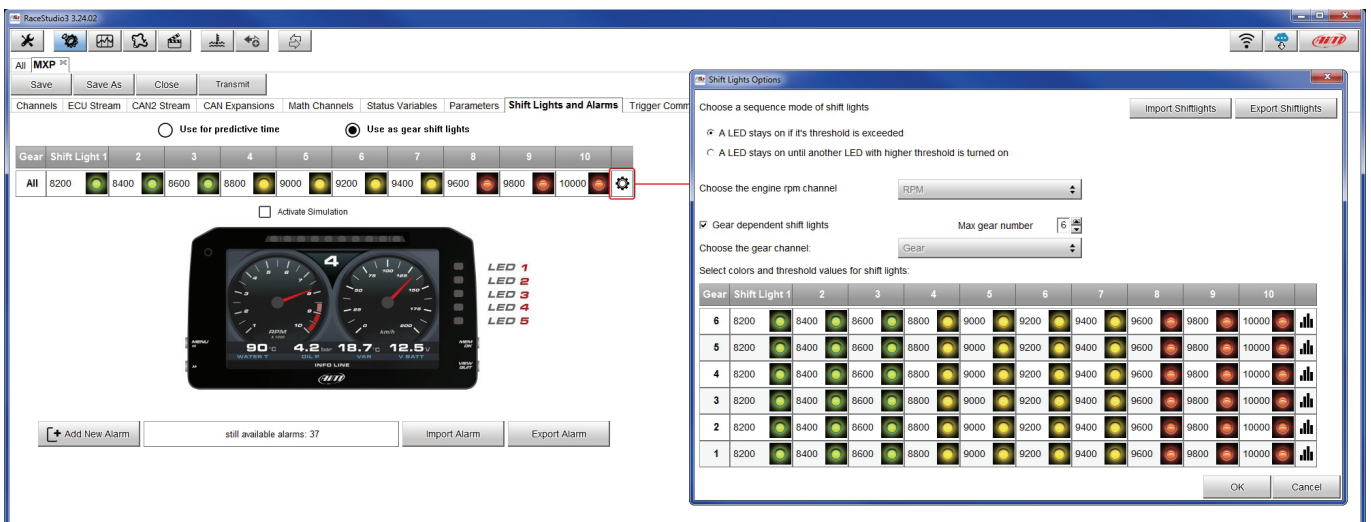 RaceStudio3 3.24.02
AiM
All MXP
Save Save As Close Transmit
Channels ECU Stream CAN2 Stream CAN Expansions Math Channels Status Variables Parameters Shift Lights and Alarms Trigger Comm
Use for predictive time Use as gear shift lights
Gear Shift Light 1 2 3 4 5 6 7 8 9 10
All 8200 8400 8600 8800 9000 9200 9400 9600 9800 10000
Activate Simulation
4
LED 1
LED 2
LED 3
LED 4
LED 5
RPM
km/h
MENU
MEM OK
90 °C 4.2 bar 18.7 °C 12.5 V
WATER T OIL P VAR V BATT
VIEW QUIT
INFO LINE
AiM
Add New Alarm still available alarms: 37 Import Alarm Export Alarm
Shift Lights Options
Choose a sequence mode of shift lights Import Shiftlights Export Shiftlights
A LED stays on if it's threshold is exceeded
A LED stays on until another LED with higher threshold is turned on
Choose the engine rpm channel RPM
Gear dependent shift lights Max gear number 6
Choose the gear channel: Gear
Select colors and threshold values for shift lights:
Gear Shift Light 1 2 3 4 5 6 7 8 9 10
6 8200 8400 8600 8800 9000 9200 9400 9600 9800 10000
5 8200 8400 8600 8800 9000 9200 9400 9600 9800 10000
4 8200 8400 8600 8800 9000 9200 9400 9600 9800 10000
3 8200 8400 8600 8800 9000 9200 9400 9600 9800 10000
2 8200 8400 8600 8800 9000 9200 9400 9600 9800 10000
1 8200 8400 8600 8800 9000 9200 9400 9600 9800 10000
OK Cancel